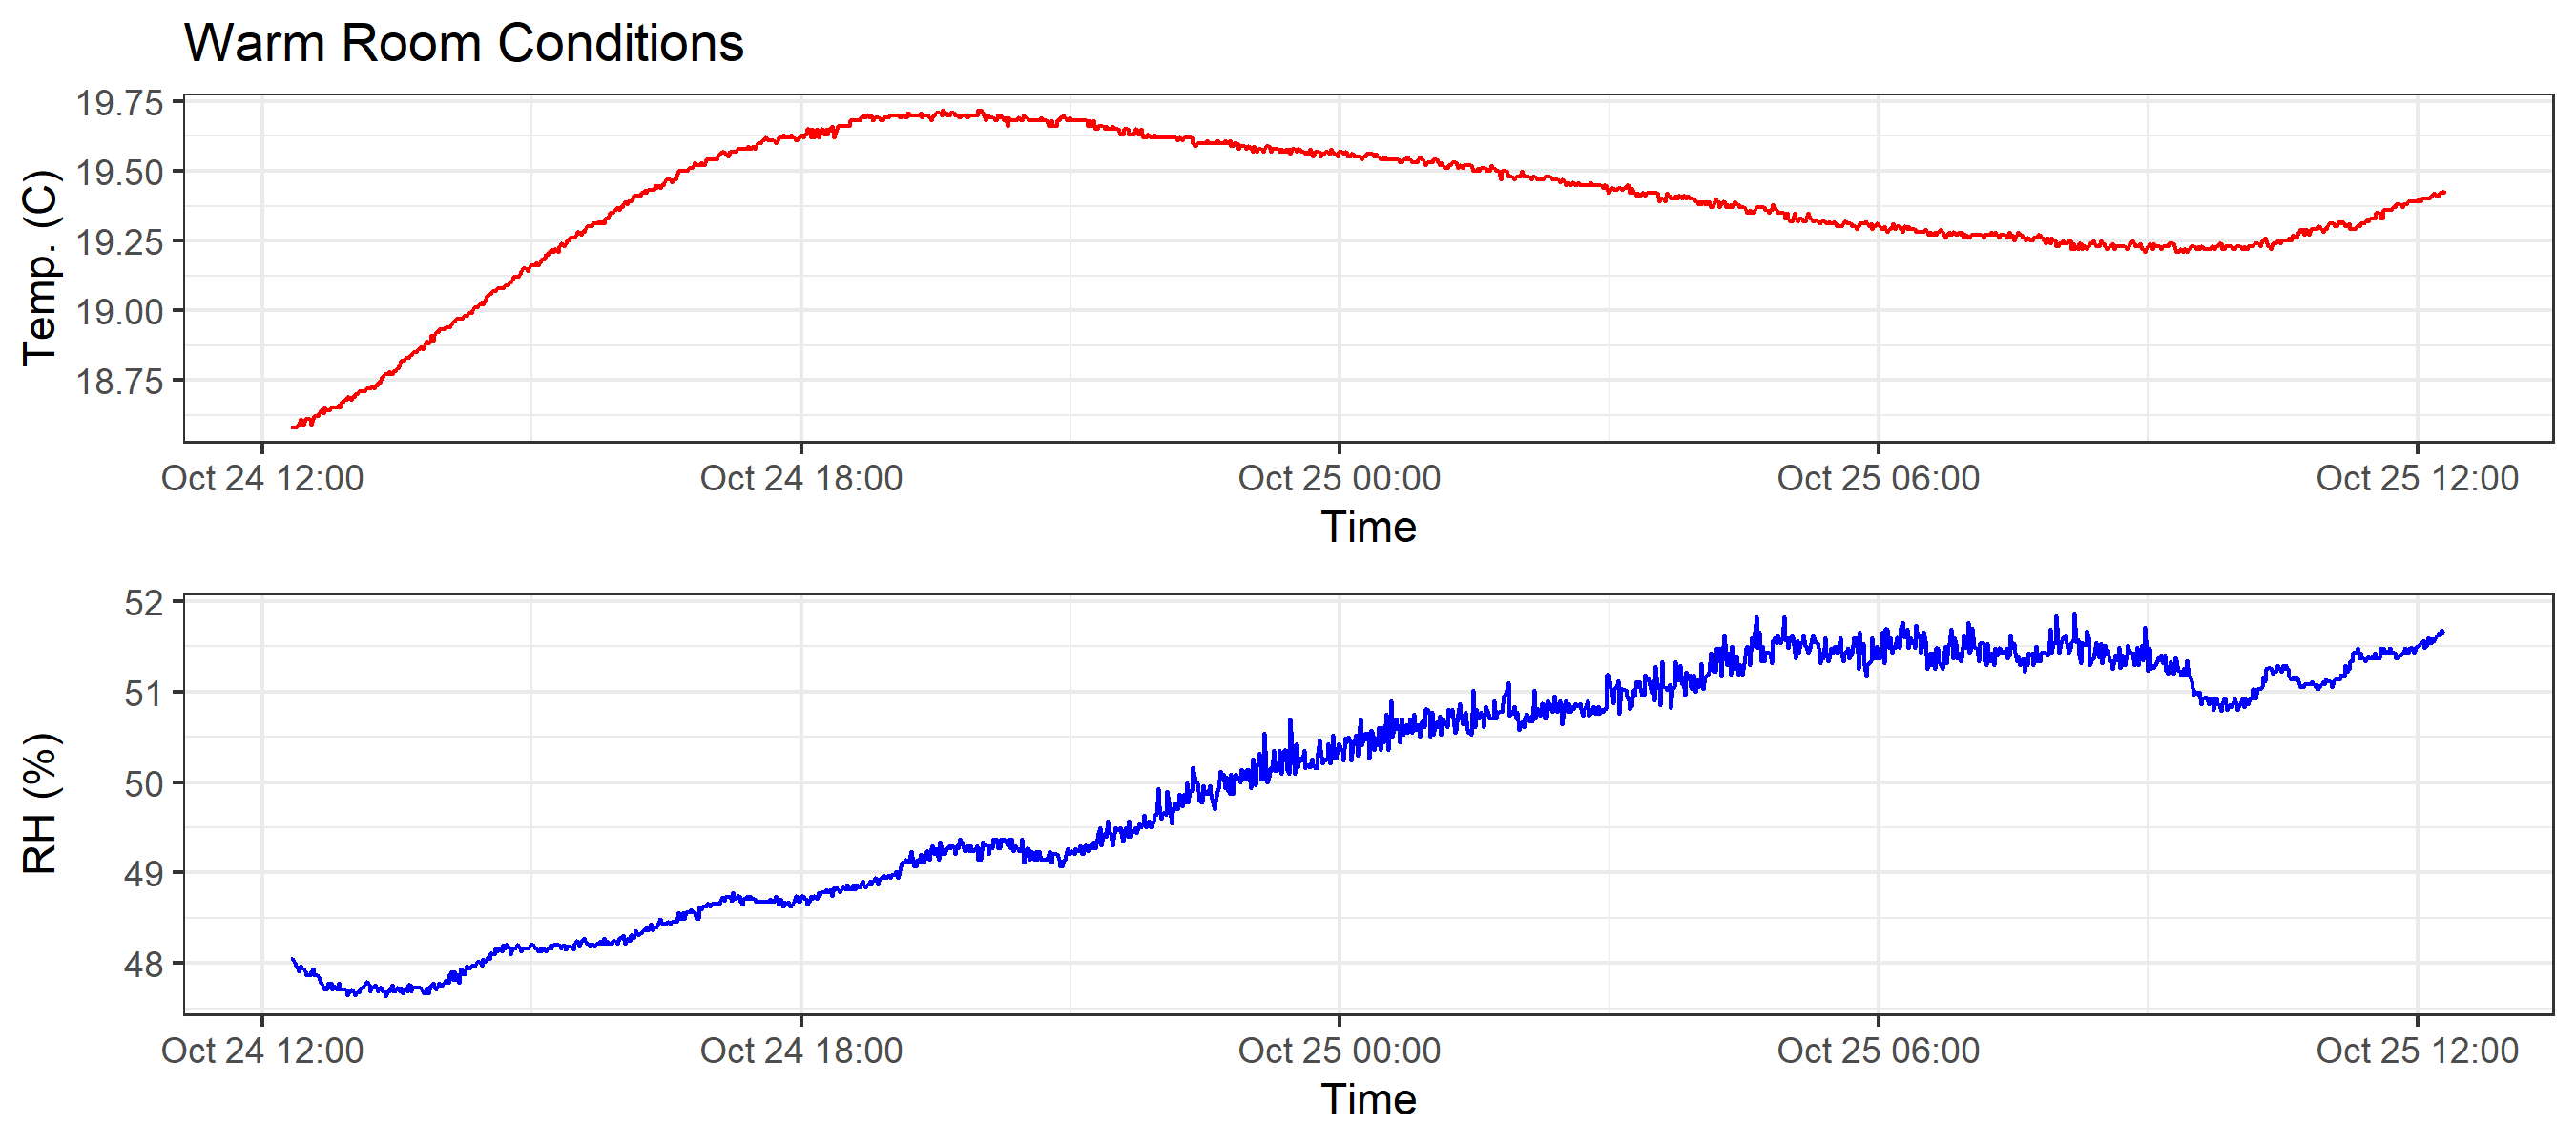 Warm Room Conditions
19.75
19.50
19.25
19.00
18.75
Temp. (C)
Oct 24 12:00 Oct 24 18:00 Oct 25 00:00 Oct 25 06:00 Oct 25 12:00
Time
52
51
50
49
48
RH (%)
Oct 24 12:00 Oct 24 18:00 Oct 25 00:00 Oct 25 06:00 Oct 25 12:00
Time